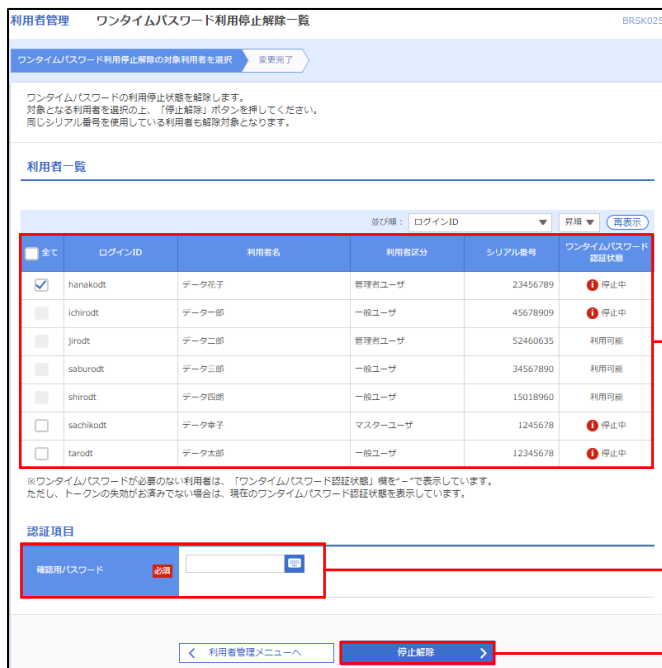 利用者管理 ワンタイムパスワード利用停止解除一覧 BRSK025
ワンタイムパスワード利用停止解除の対象利用者を選択 変更完了
ワンタイムパスワードの利用停止状態を解除します。
対象となる利用者を選択の上、「停止解除」ボタンを押してください。
同じシリアル番号を使用している利用者も解除対象となります。
利用者一覧
並び順： ログインID 昇順 再表示
全て ログインID 利用者名 利用者区分 シリアル番号 ワンタイムパスワード
認証状態
hanakodt データ花子 管理者ユーザ 23456789 停止中
ichirodt データ一郎 一般ユーザ 45678909 停止中
jirodt データ二郎 管理者ユーザ 52460635 利用可能
saburodt データ三郎 一般ユーザ 34567890 利用可能
shirodt データ四朗 一般ユーザ 15018960 利用可能
sachikodt データ幸子 マスターユーザ 1245678 停止中
tarodt データ太郎 一般ユーザ 12345678 停止中
※ワンタイムパスワードが必要のない利用者は、「ワンタイムパスワード認証状態」欄を"－"で表示しています。
ただし、トークンの失効がお済みでない場合は、現在のワンタイムパスワード認証状態を表示しています。
認証項目
確認用パスワード 必須
利用者管理メニューへ 停止解除